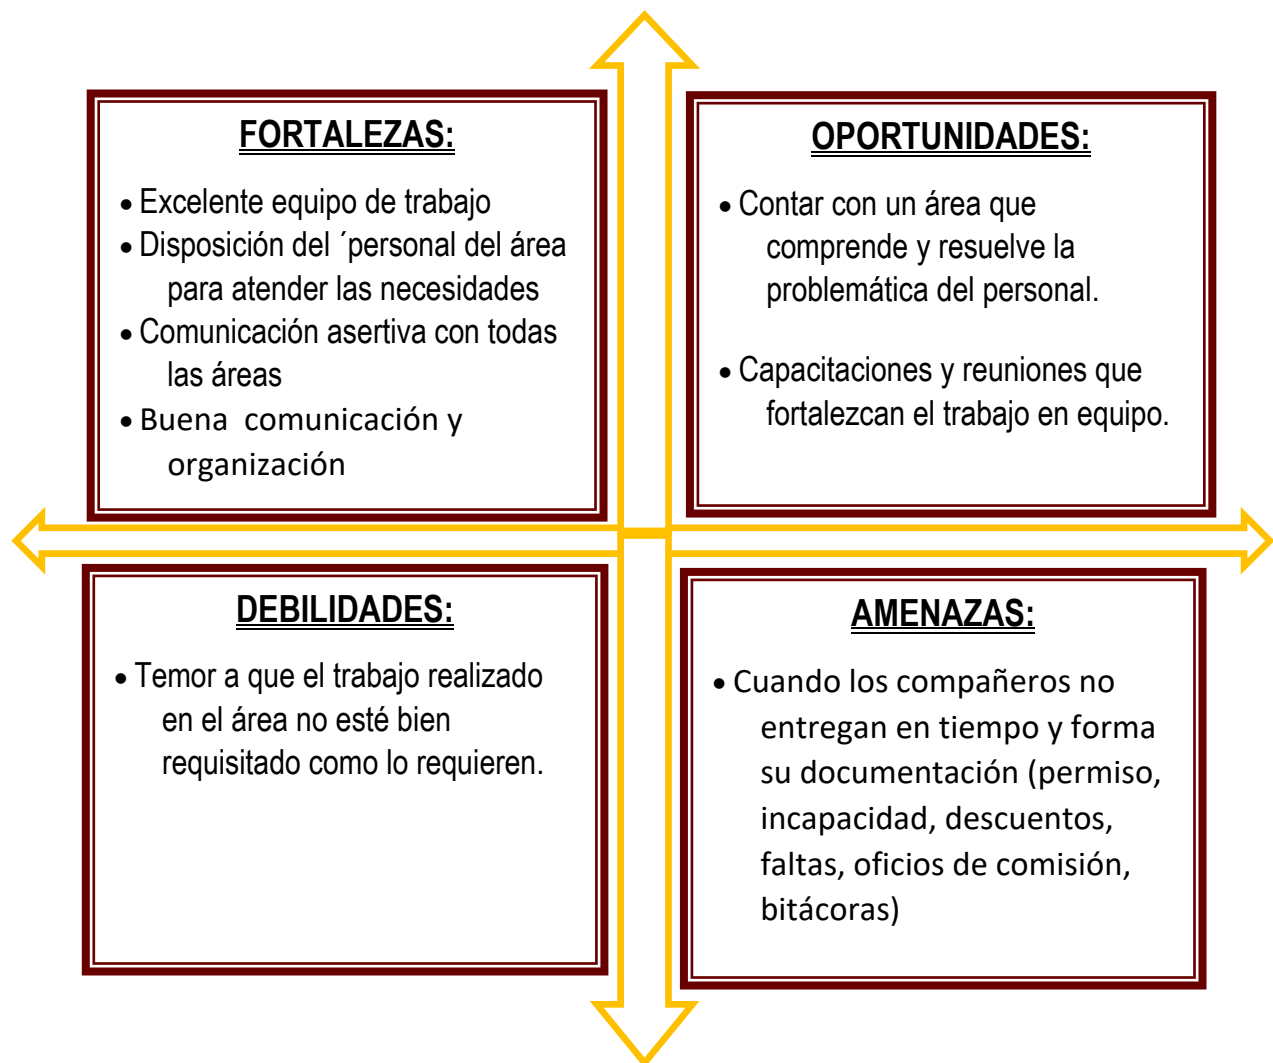 FORTALEZAS:
• Excelente equipo de trabajo
• Disposición del ´personal del área
para atender las necesidades
• Comunicación asertiva con todas
las áreas
• Buena  comunicación y
organización
OPORTUNIDADES:
• Contar con un área que
comprende y resuelve la
problemática del personal.
• Capacitaciones y reuniones que
fortalezcan el trabajo en equipo.
DEBILIDADES:
• Temor a que el trabajo realizado
en el área no esté bien
requisitado como lo requieren.
AMENAZAS:
• Cuando los compañeros no
entregan en tiempo y forma
su documentación (permiso,
incapacidad, descuentos,
faltas, oficios de comisión,
bitácoras)